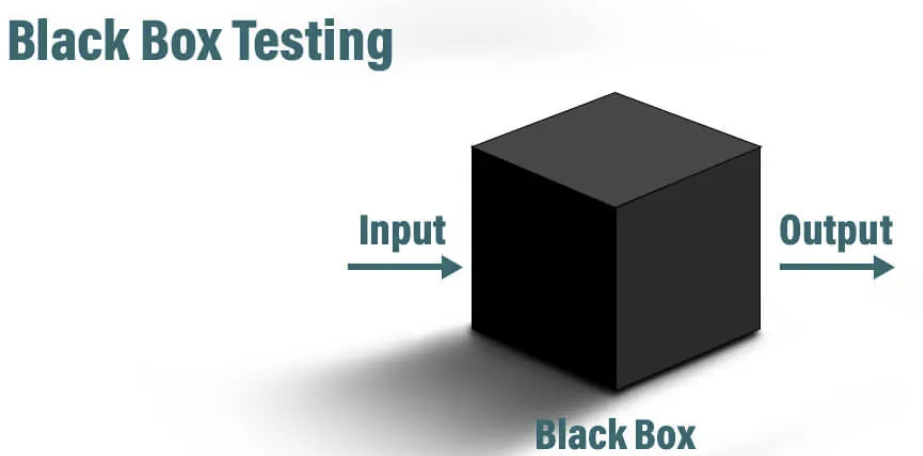 Black Box Testing
Input
Output
Black Box